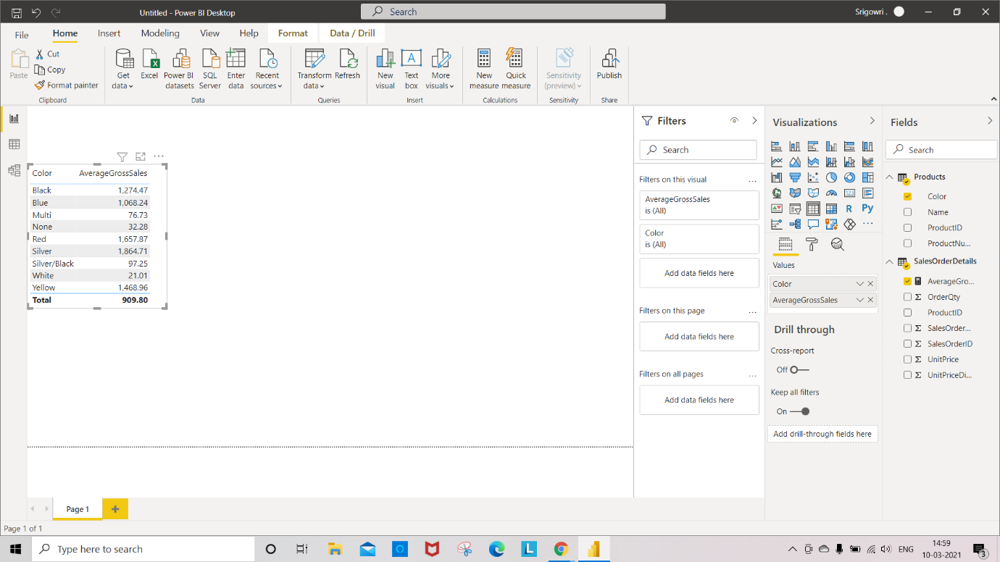 Untitled - Power BI Desktop
Search
Srigowri .
File
Home
Insert
Modeling
View
Help
Format
Data / Drill
Paste
Cut
Copy
Format painter
Clipboard
Get data
Excel
Power BI datasets
SQL Server
Enter data
Recent sources
Data
Transform data
Refresh
Queries
New visual
A
Text box
More visuals
Insert
New measure
Quick measure
Calculations
Sensitivity (preview)
Sensitivity
Publish
Share
Color AverageGrossSales
Black 1,274.47
Blue 1,068.24
Multi 76.73
None 32.28
Red 1,657.87
Silver 1,864.71
Silver/Black 97.25
White 21.01
Yellow 1,468.96
Total 909.80
Filters
Search
Filters on this visual ...
AverageGrossSales
is (All)
Color
is (All)
Add data fields here
Filters on this page ...
Add data fields here
Filters on all pages ...
Add data fields here
Visualizations
R
Py
Values
Color
AverageGrossSales
Drill through
Cross-report
Off
Keep all filters
On
Add drill-through fields here
Fields
Search
Products
Color
Name
ProductID
ProductNu...
SalesOrderDetails
AverageGro...
Σ OrderQty
ProductID
Σ SalesOrder...
Σ SalesOrderID
Σ UnitPrice
Σ UnitPriceDi...
Page 1
Page 1 of 1
Type here to search
L
ENG
14:59
10-03-2021
3